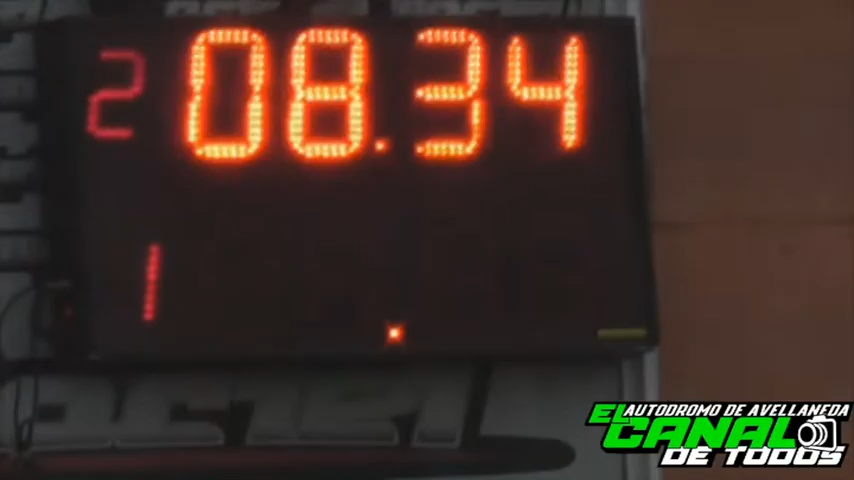 2 08.34
1 .
EL AUTODROMO DE AVELLANEDA
CANAL
DE TODOS